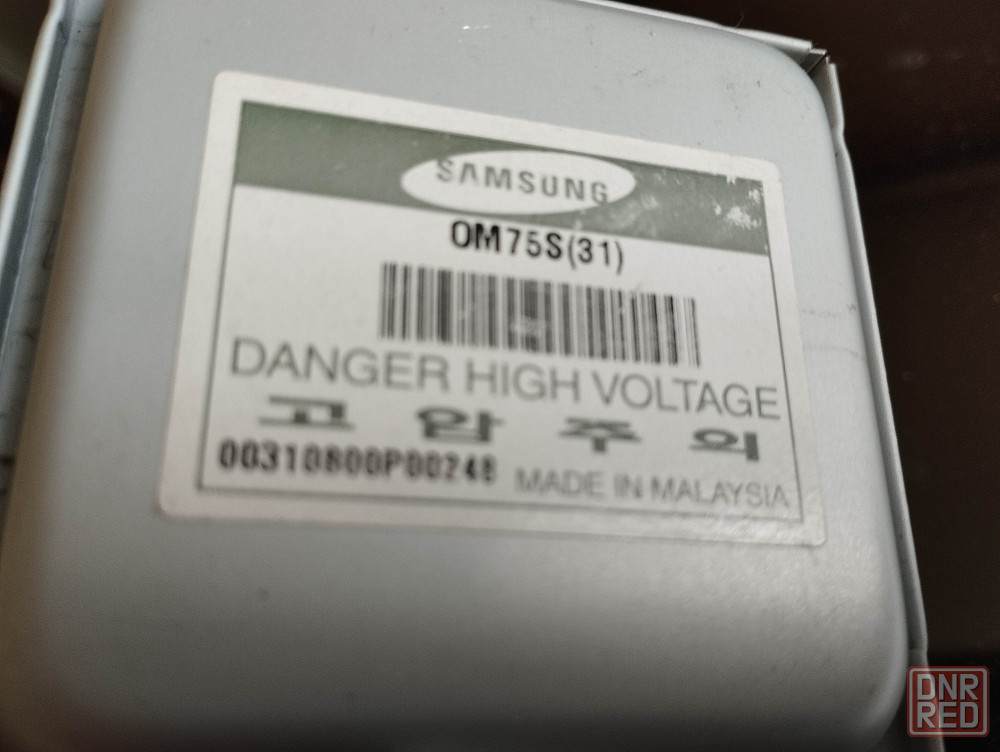 SAMSUNG
OM75S(31)
DANGER HIGH VOLTAGE
고 압 주 의
00310800P00248
MADE IN MALAYSIA
DNR
RED